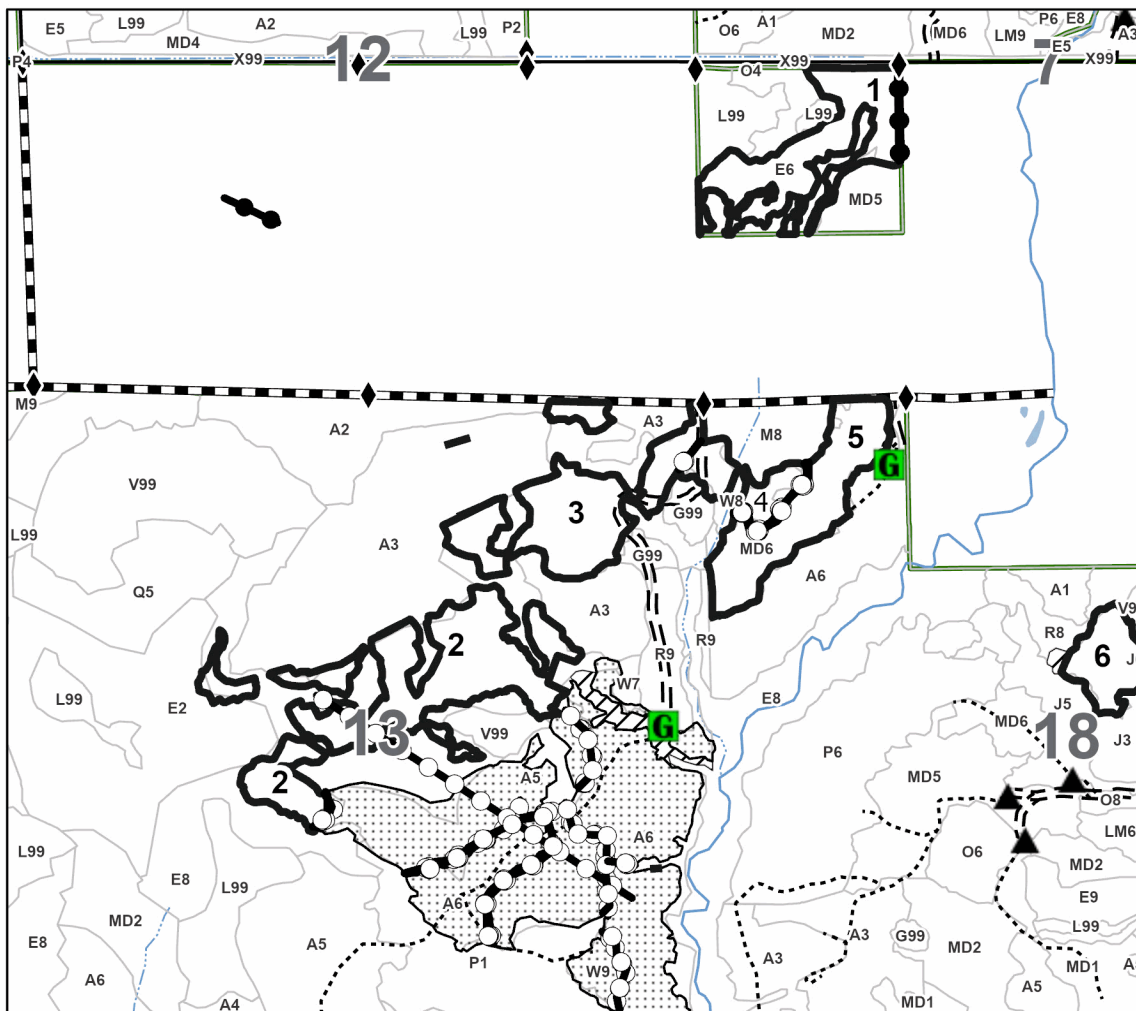 E5 L99 A2 L99 P2 A1 P6 E8
MD4 O6 MD2 MD6 LM9 E5 A3
P4 X99 12 X99 7 X99
O4
1
L99 L99
E6
MD5
M9
A2 A3 M8 5
G
V99
W8 4
3 G99
L99 A3 MD6
G99
A6
Q5 A3 A1
V9
R9 R8
2 R9 6 J
W7
L99 E2 E8 J5
MD6
G
13 V99 18 J3
P6
2 A5 MD5
O8
A6 LM6
L99 O6 MD2
E8 L99 E9
A6
MD2 L99
E8 A5 A3 G99 MD2
P1 A3 MD1 A
A6 W9 A5
A4 MD1